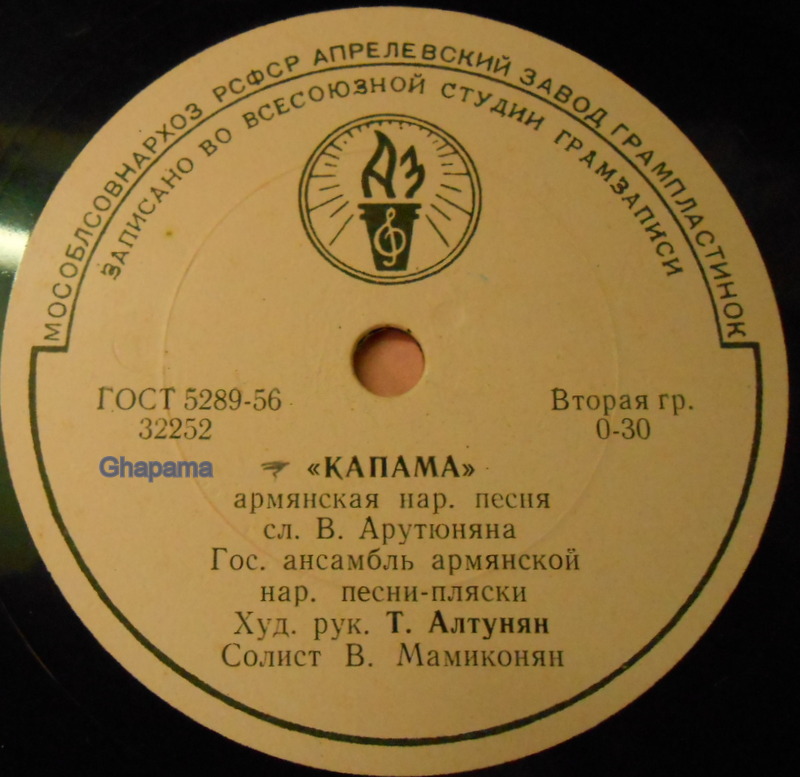 МОСОБЛСОВНАРХОЗ РСФСР АПРЕЛЕВСКИЙ ЗАВОД ГРАМПЛАСТИНОК
ЗАПИСАНО ВО ВСЕСОЮЗНОЙ СТУДИИ ГРАМЗАПИСИ
АЗ
ГОСТ 5289-56
32252
Вторая гр.
0-30
Ghapama
«КАПАМА»
армянская нар. песня
сл. В. Арутюняна
Гос. ансамбль армянской
нар. песни-пляски
Худ. рук. Т. Алтунян
Солист В. Мамиконян